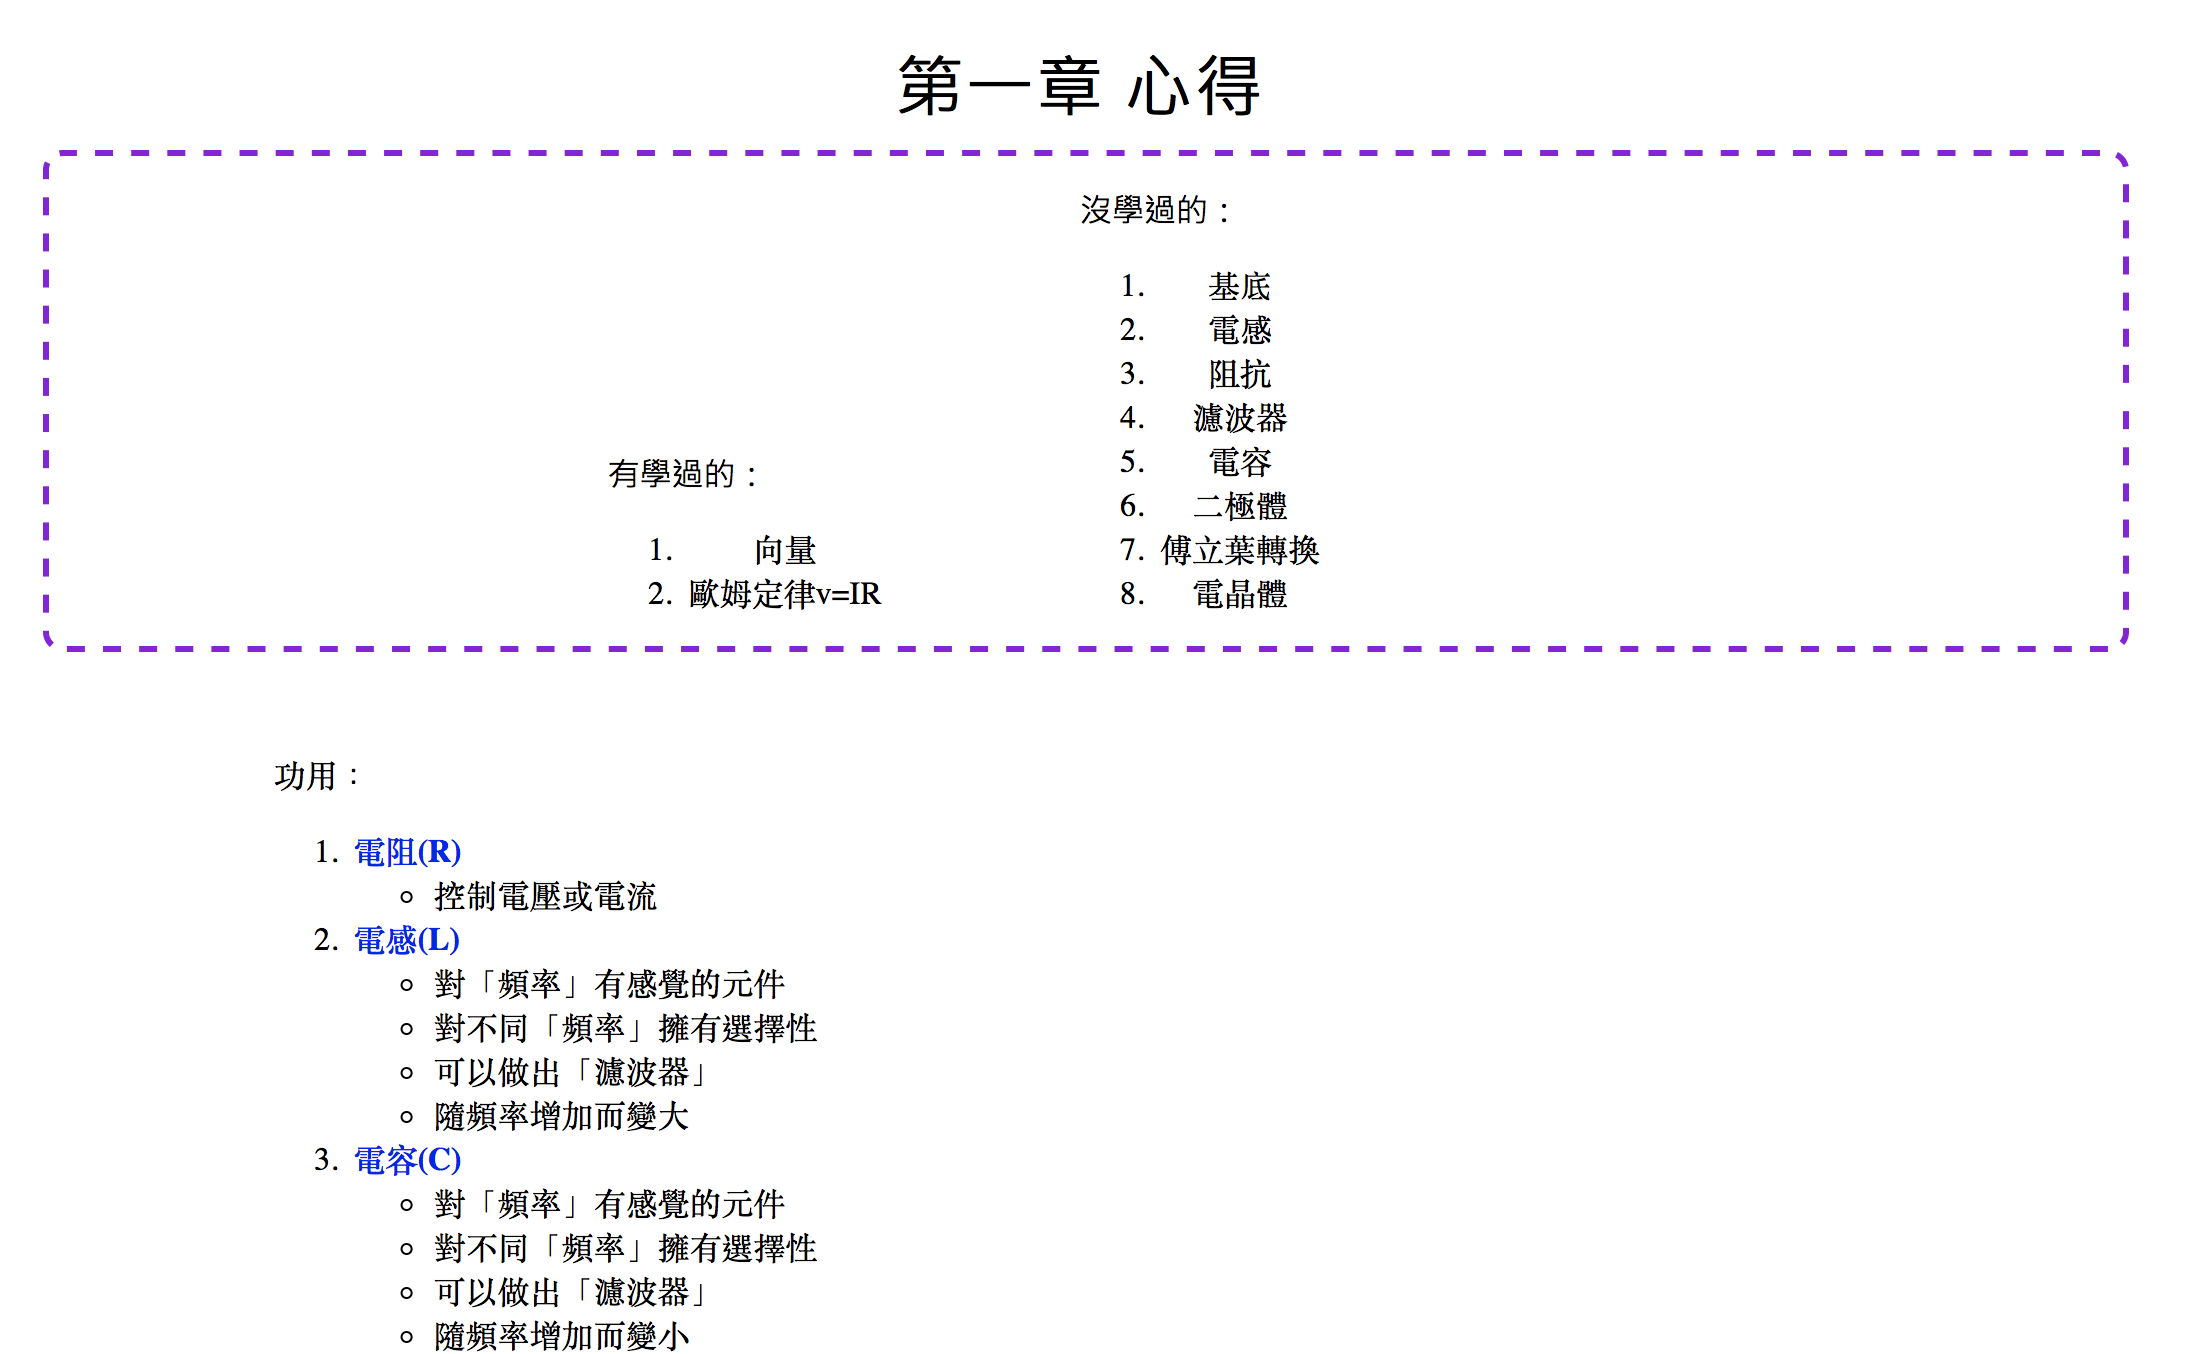 第一章 心得
有學過的：
1. 向量
2. 歐姆定律v=IR
沒學過的：
1. 基底
2. 電感
3. 阻抗
4. 濾波器
5. 電容
6. 二極體
7. 傅立葉轉換
8. 電晶體
功用：
1. 電阻(R)
控制電壓或電流
2. 電感(L)
對「頻率」有感覺的元件
對不同「頻率」擁有選擇性
可以做出「濾波器」
隨頻率增加而變大
3. 電容(C)
對「頻率」有感覺的元件
對不同「頻率」擁有選擇性
可以做出「濾波器」
隨頻率增加而變小